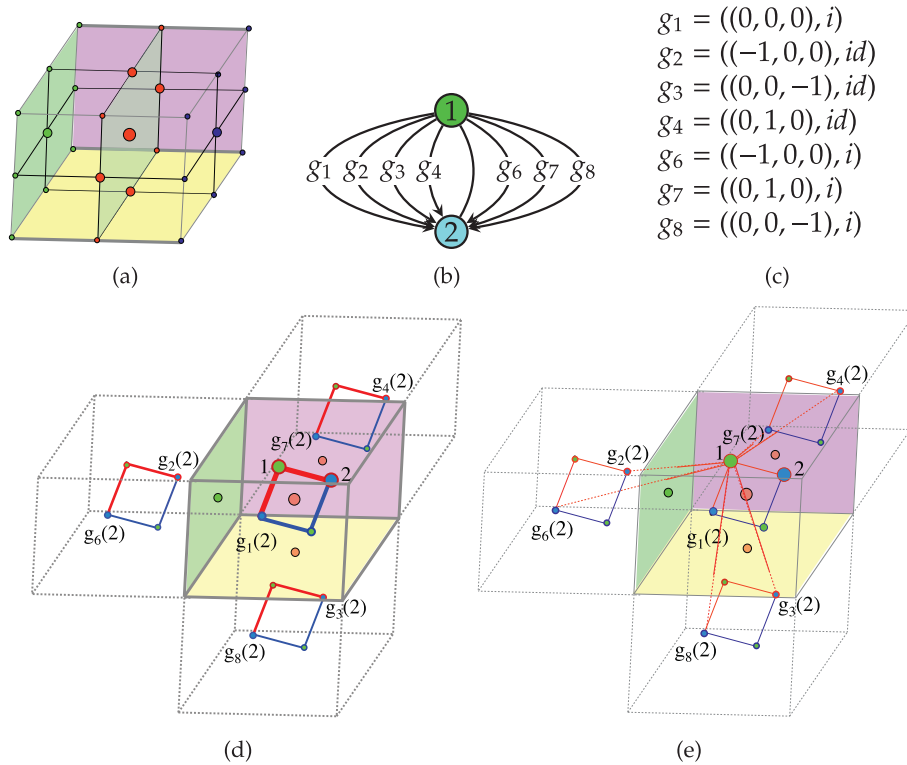 g₁ = ((0, 0, 0), i)
g₂ = ((−1, 0, 0), id)
g₃ = ((0, 0, −1), id)
g₄ = ((0, 1, 0), id)
g₆ = ((−1, 0, 0), i)
g₇ = ((0, 1, 0), i)
g₈ = ((0, 0, −1), i)
1
g₁ g₂ g₃ g₄ g₆ g₇ g₈
2
(a) (b) (c)
g₄(2)
g₇(2)
g₂(2)
1
2
g₁(2)
g₆(2)
g₃(2)
g₈(2)
(d)
g₄(2)
g₇(2)
g₂(2)
1
2
g₁(2)
g₆(2)
g₃(2)
g₈(2)
(e)